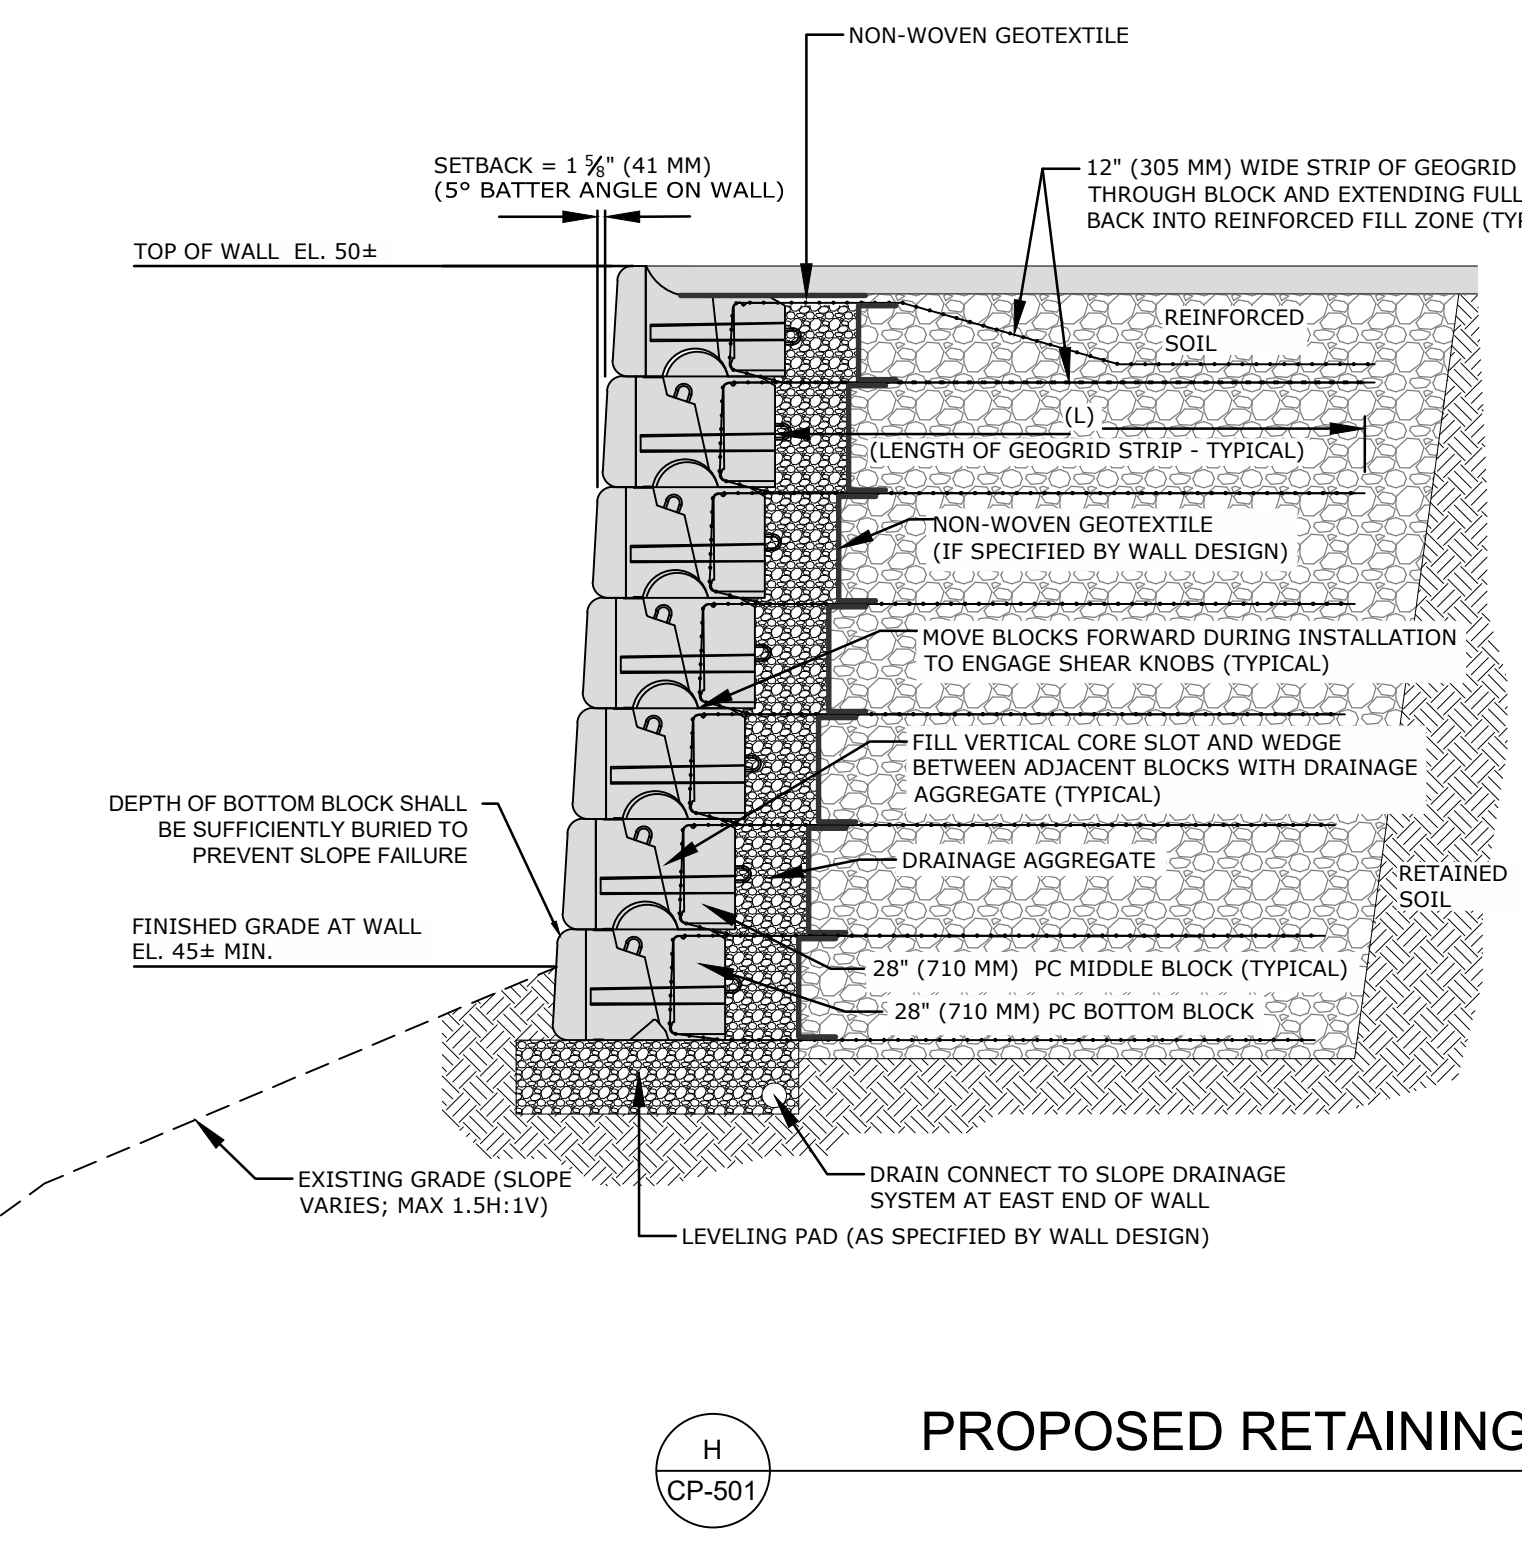 NON-WOVEN GEOTEXTILE
SETBACK = 1 ⅝" (41 MM)
(5° BATTER ANGLE ON WALL)
12" (305 MM) WIDE STRIP OF GEOGRID
THROUGH BLOCK AND EXTENDING FULL
BACK INTO REINFORCED FILL ZONE (TYP
TOP OF WALL EL. 50±
REINFORCED
SOIL
(L)
(LENGTH OF GEOGRID STRIP - TYPICAL)
NON-WOVEN GEOTEXTILE
(IF SPECIFIED BY WALL DESIGN)
MOVE BLOCKS FORWARD DURING INSTALLATION
TO ENGAGE SHEAR KNOBS (TYPICAL)
FILL VERTICAL CORE SLOT AND WEDGE
BETWEEN ADJACENT BLOCKS WITH DRAINAGE
AGGREGATE (TYPICAL)
DEPTH OF BOTTOM BLOCK SHALL
BE SUFFICIENTLY BURIED TO
PREVENT SLOPE FAILURE
DRAINAGE AGGREGATE
RETAINED
SOIL
FINISHED GRADE AT WALL
EL. 45± MIN.
28" (710 MM) PC MIDDLE BLOCK (TYPICAL)
28" (710 MM) PC BOTTOM BLOCK
EXISTING GRADE (SLOPE
VARIES; MAX 1.5H:1V)
DRAIN CONNECT TO SLOPE DRAINAGE
SYSTEM AT EAST END OF WALL
LEVELING PAD (AS SPECIFIED BY WALL DESIGN)
PROPOSED RETAINING
H
CP-501